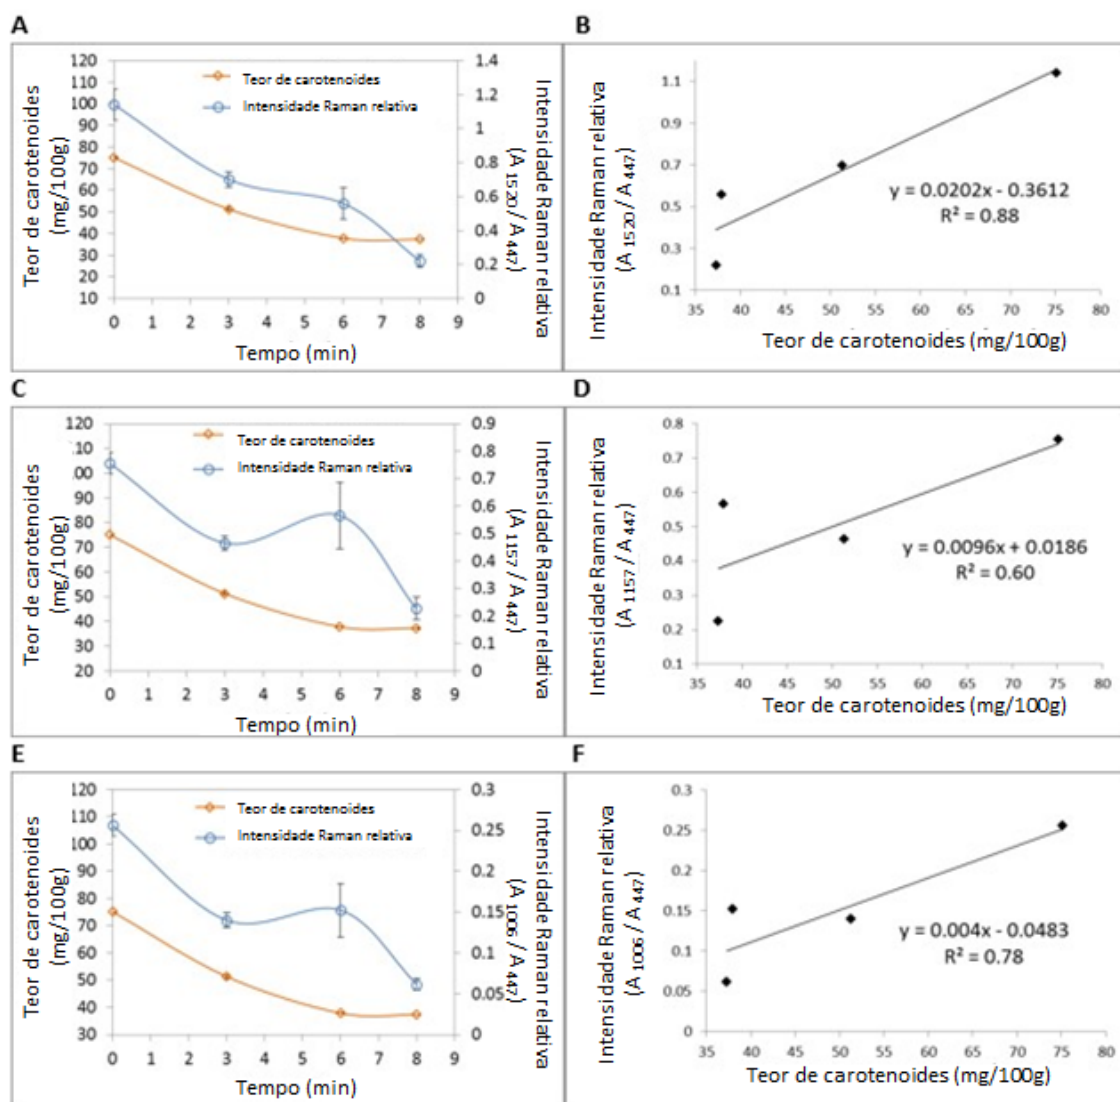 A
Teor de carotenoides
(mg/100g)
120
110
100
90
80
70
60
50
40
30
20
10
Teor de carotenoides
Intensidade Raman relativa
1.4
1.2
1
0.8
0.6
0.4
0.2
0
Intensidade Raman relativa
(A 1520 / A 447)
0 1 2 3 4 5 6 7 8 9
Tempo (min)
B
Intensidade Raman relativa
(A 1520 / A 447)
1.1
0.9
0.7
0.5
0.3
0.1
y = 0.0202x - 0.3612
R² = 0.88
35 40 45 50 55 60 65 70 75 80
Teor de carotenoides (mg/100g)
C
Teor de carotenoides
(mg/100g)
120
110
100
90
80
70
60
50
40
30
20
Teor de carotenoides
Intensidade Raman relativa
0.9
0.8
0.7
0.6
0.5
0.4
0.3
0.2
0.1
0
Intensidade Raman relativa
(A 1157 / A 447)
0 1 2 3 4 5 6 7 8 9
Tempo (min)
D
Intensidade Raman relativa
(A 1157 / A 447)
0.8
0.7
0.6
0.5
0.4
0.3
0.2
0.1
y = 0.0096x + 0.0186
R² = 0.60
35 40 45 50 55 60 65 70 75 80
Teor de carotenoides (mg/100g)
E
Teor de carotenoides
(mg/100g)
120
110
100
90
80
70
60
50
40
30
Teor de carotenoides
Intensidade Raman relativa
0.3
0.25
0.2
0.15
0.1
0.05
0
Intensidade Raman relativa
(A 1006 / A 447)
0 1 2 3 4 5 6 7 8 9
Tempo (min)
F
Intensidade Raman relativa
(A 1006 / A 447)
0.3
0.25
0.2
0.15
0.1
0.05
0
y = 0.004x - 0.0483
R² = 0.78
35 40 45 50 55 60 65 70 75 80
Teor de carotenoides (mg/100g)